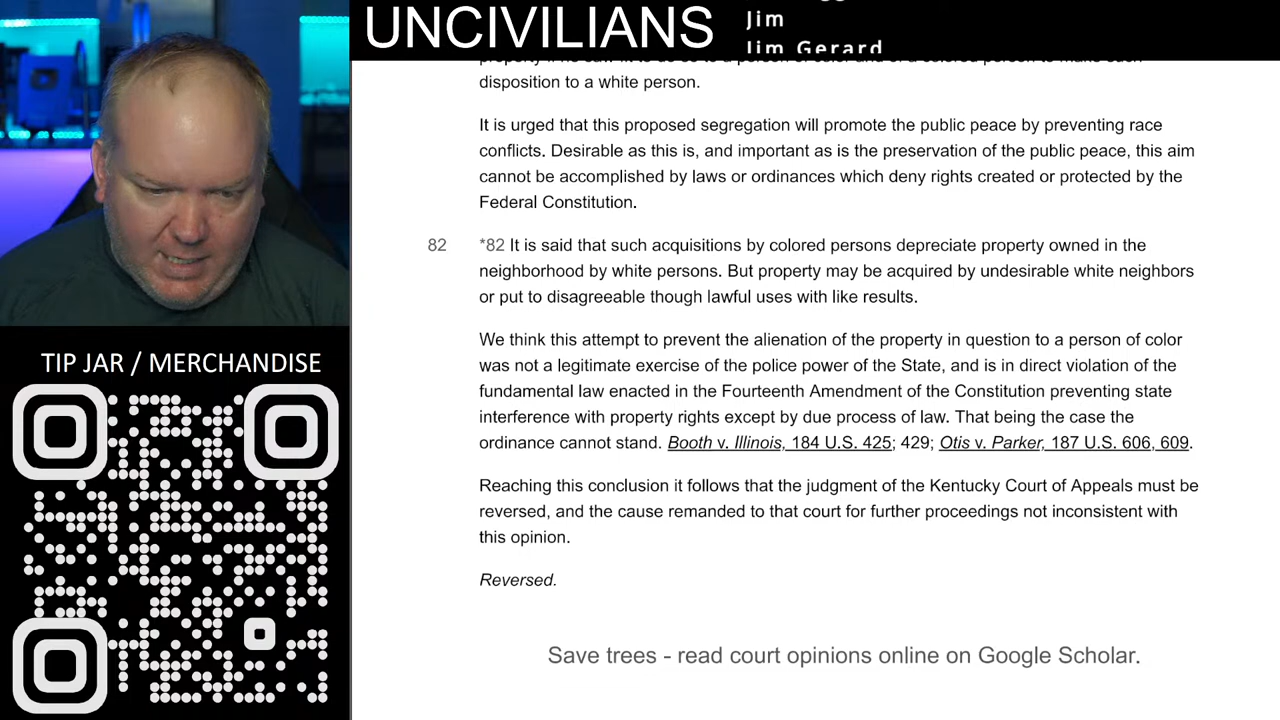 UNCIVILIANS
Jim
Jim Gerard
disposition to a white person.
It is urged that this proposed segregation will promote the public peace by preventing race
conflicts. Desirable as this is, and important as is the preservation of the public peace, this aim
cannot be accomplished by laws or ordinances which deny rights created or protected by the
Federal Constitution.
82 *82 It is said that such acquisitions by colored persons depreciate property owned in the
neighborhood by white persons. But property may be acquired by undesirable white neighbors
or put to disagreeable though lawful uses with like results.
We think this attempt to prevent the alienation of the property in question to a person of color
was not a legitimate exercise of the police power of the State, and is in direct violation of the
fundamental law enacted in the Fourteenth Amendment of the Constitution preventing state
interference with property rights except by due process of law. That being the case the
ordinance cannot stand. Booth v. Illinois, 184 U.S. 425; 429; Otis v. Parker, 187 U.S. 606, 609.
Reaching this conclusion it follows that the judgment of the Kentucky Court of Appeals must be
reversed, and the cause remanded to that court for further proceedings not inconsistent with
this opinion.
Reversed.
Save trees - read court opinions online on Google Scholar.
TIP JAR / MERCHANDISE